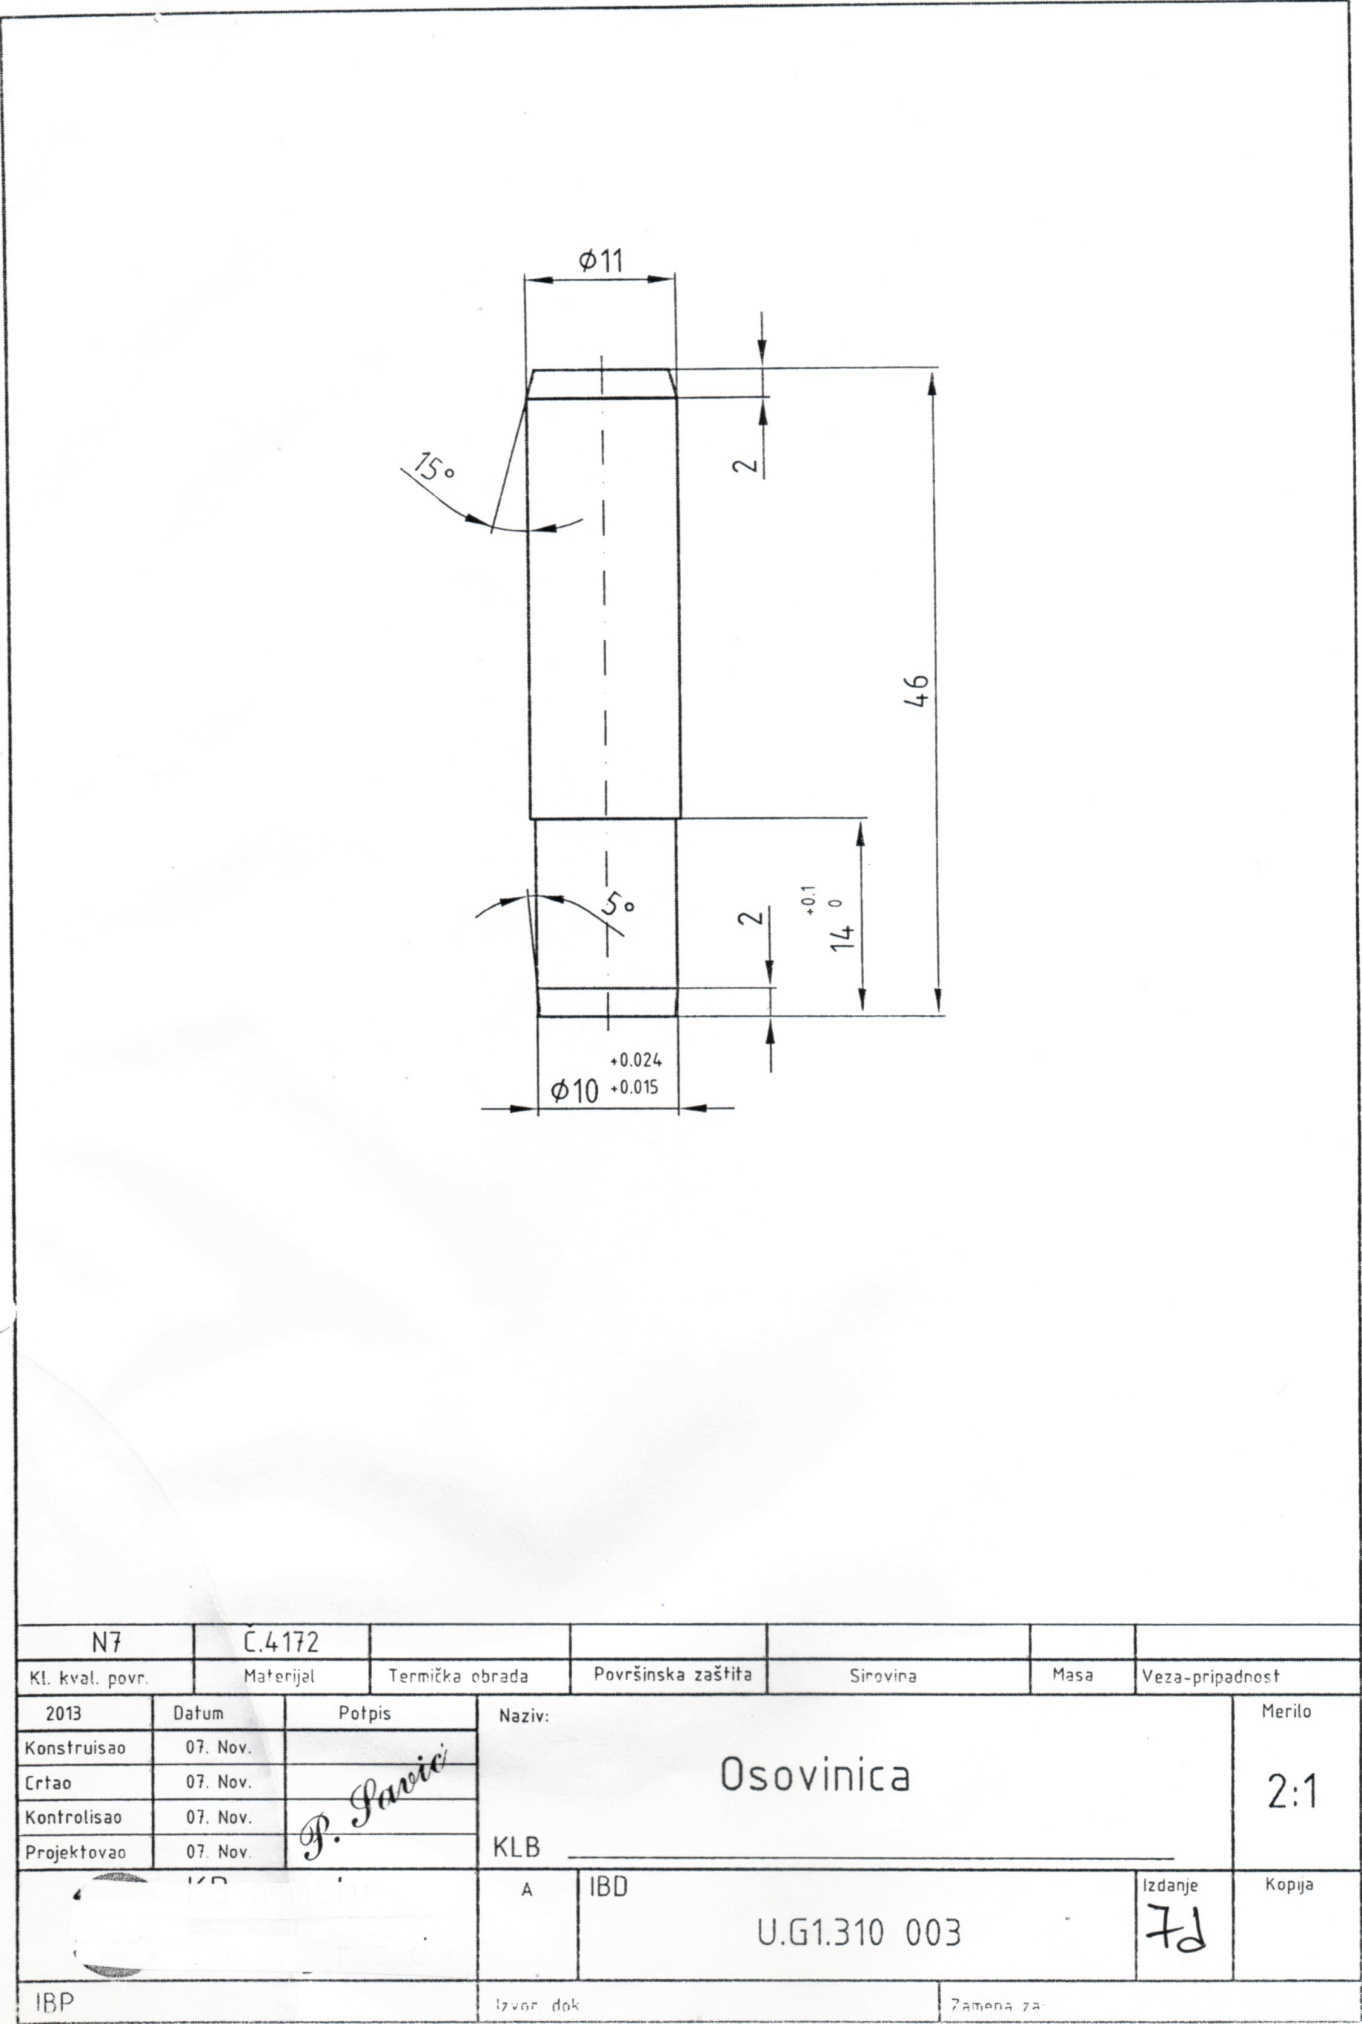 ⌀11
2
15°
46
5°
2
+0.1
14 0
+0.024
⌀10 +0.015
N7 Č.4172
Kl. kval. povr. Materijal Termička obrada Površinska zaštita Sirovina Masa Veza-pripadnost
2013 Datum Potpis Naziv: Merilo
Konstruisao 07. Nov.
Crtao 07. Nov.
Kontrolisao 07. Nov.
Projektovao 07. Nov.
P. Savić
Osovinica
2:1
KLB
A IBD Izdanje Kopija
U.G1.310 003
7d
IBP Izvor. dok Zamena za: